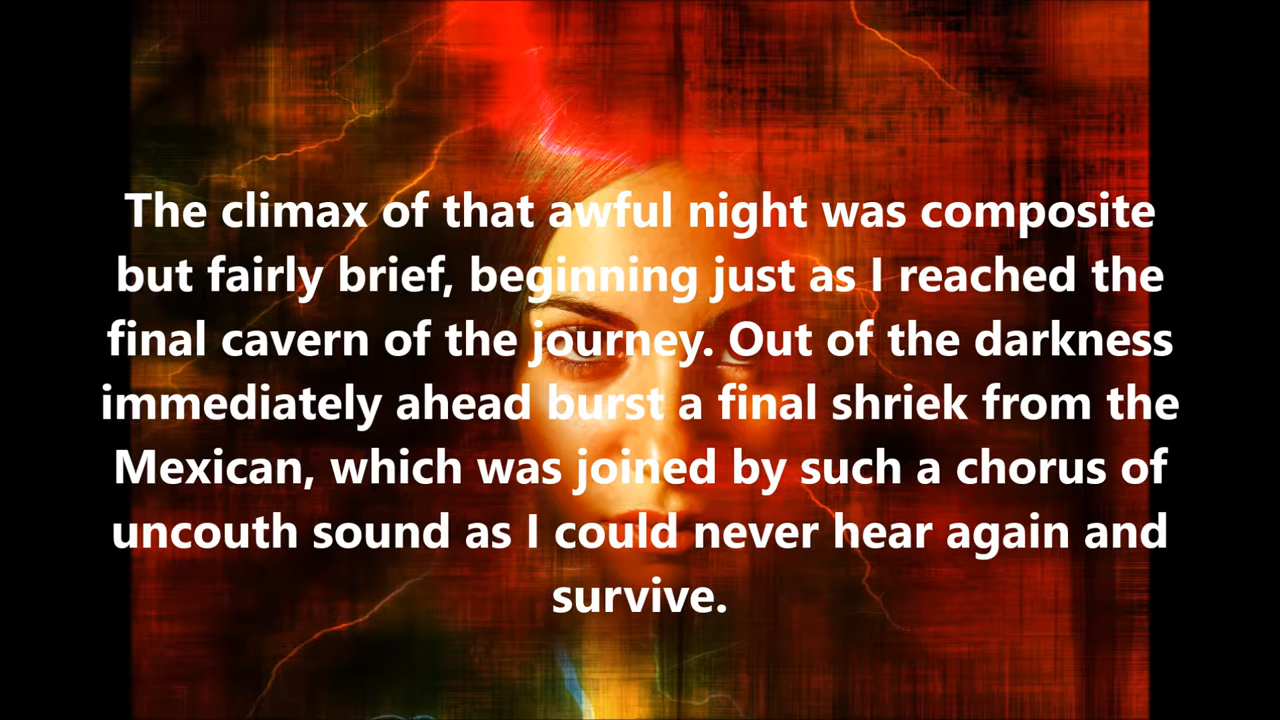 The climax of that awful night was composite
but fairly brief, beginning just as I reached the
final cavern of the journey. Out of the darkness
immediately ahead burst a final shriek from the
Mexican, which was joined by such a chorus of
uncouth sound as I could never hear again and
survive.